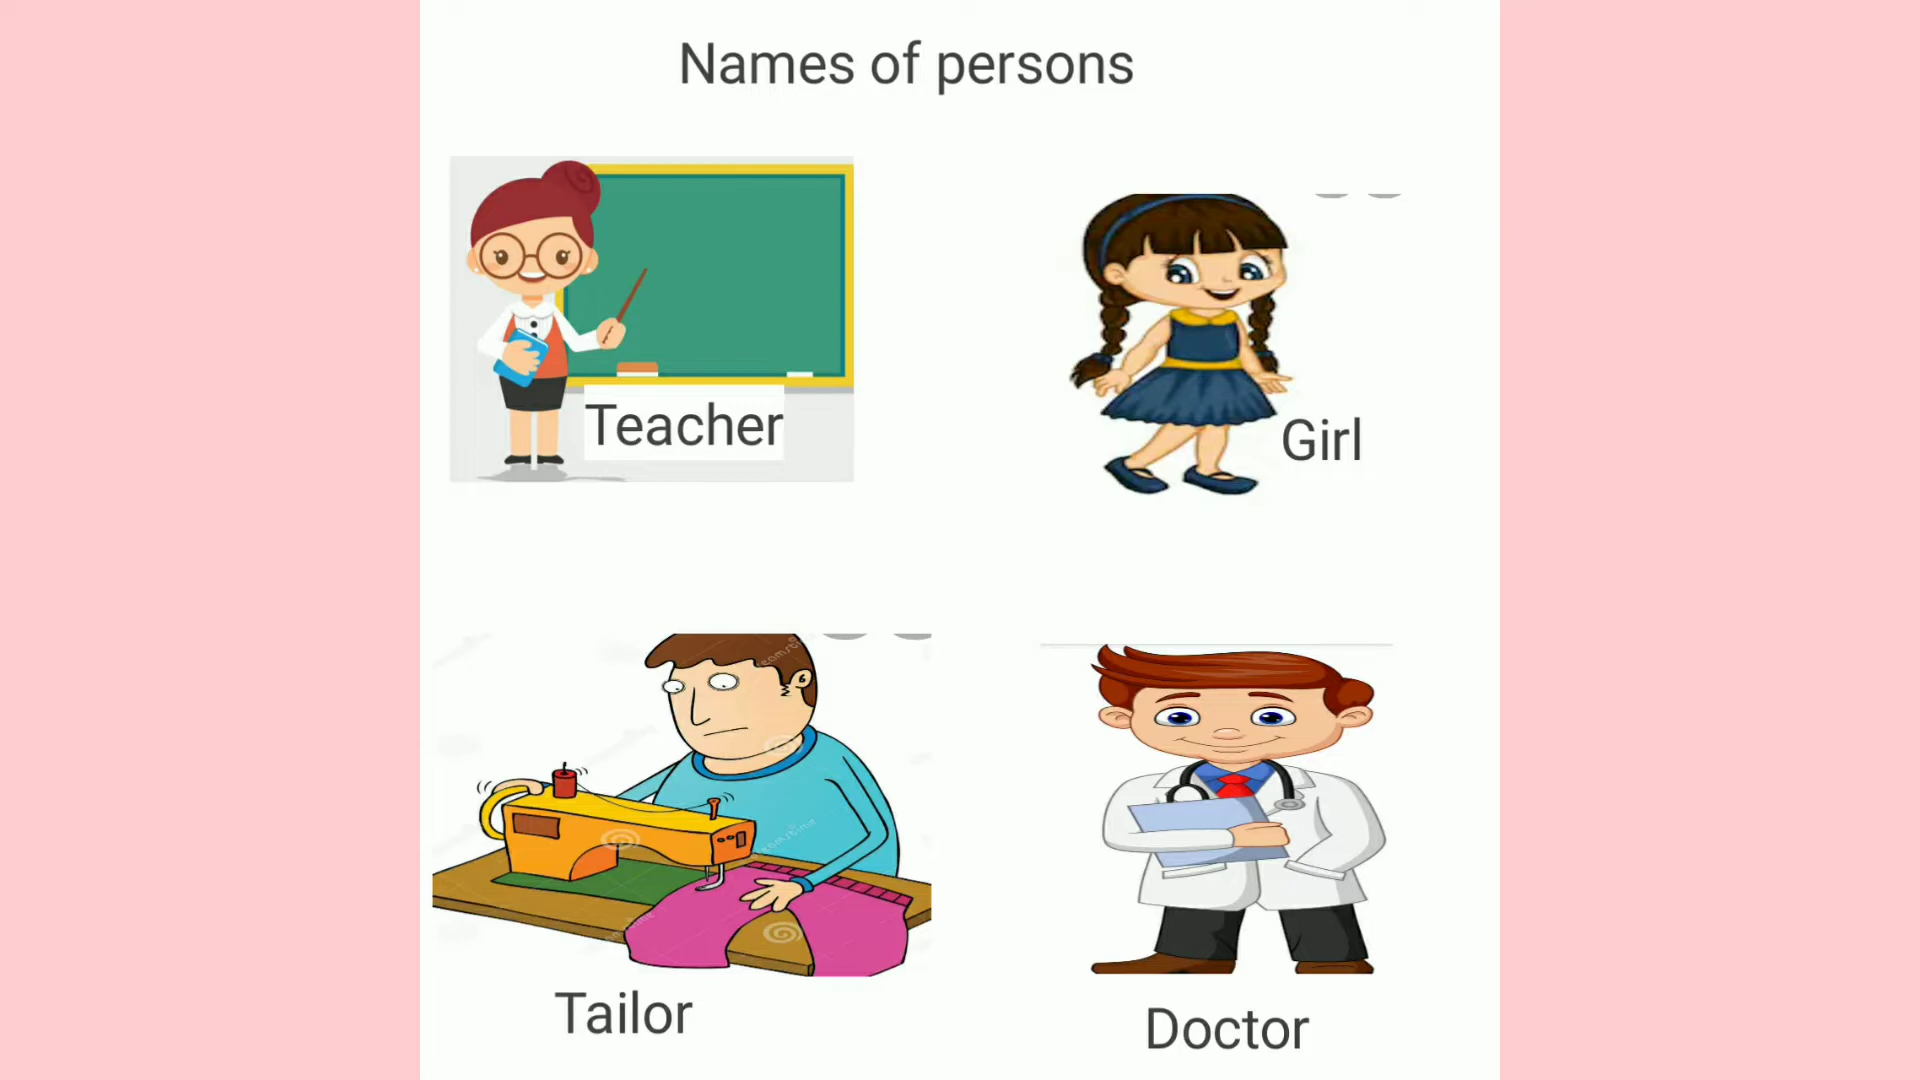 Names of persons
Teacher
Girl
Tailor
Doctor